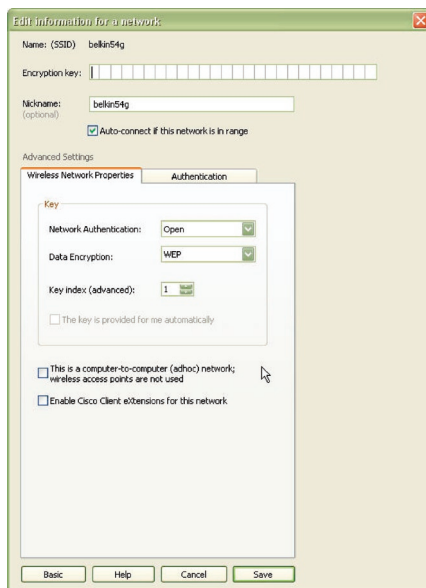 Edit information for a network
Name: (SSID) belkin54g
Encryption key:
Nickname: belkin54g
(optional)
Auto-connect if this network is in range
Advanced Settings
Wireless Network Properties Authentication
Key
Network Authentication: Open
Data Encryption: WEP
Key index (advanced): 1
The key is provided for me automatically
This is a computer-to-computer (adhoc) network;
wireless access points are not used
Enable Cisco Client eXtensions for this network
Basic Help Cancel Save